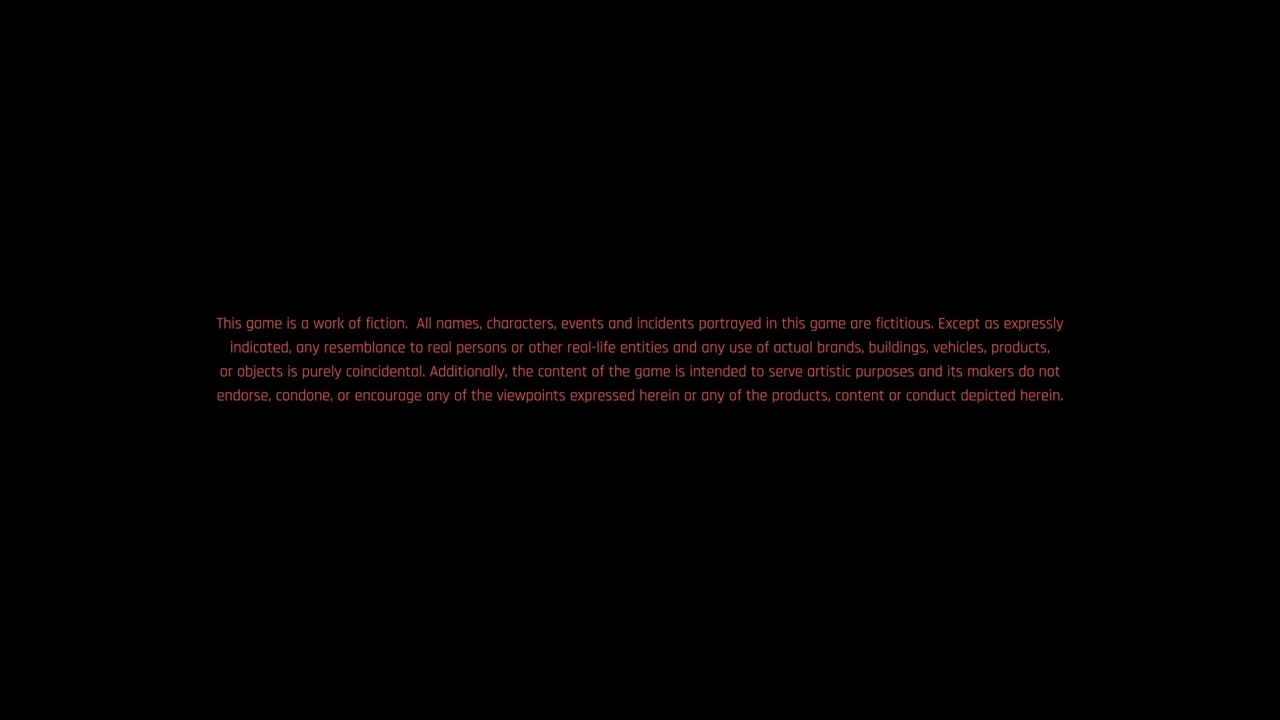 This game is a work of fiction.  All names, characters, events and incidents portrayed in this game are fictitious. Except as expressly
indicated, any resemblance to real persons or other real-life entities and any use of actual brands, buildings, vehicles, products,
or objects is purely coincidental. Additionally, the content of the game is intended to serve artistic purposes and its makers do not
endorse, condone, or encourage any of the viewpoints expressed herein or any of the products, content or conduct depicted herein.